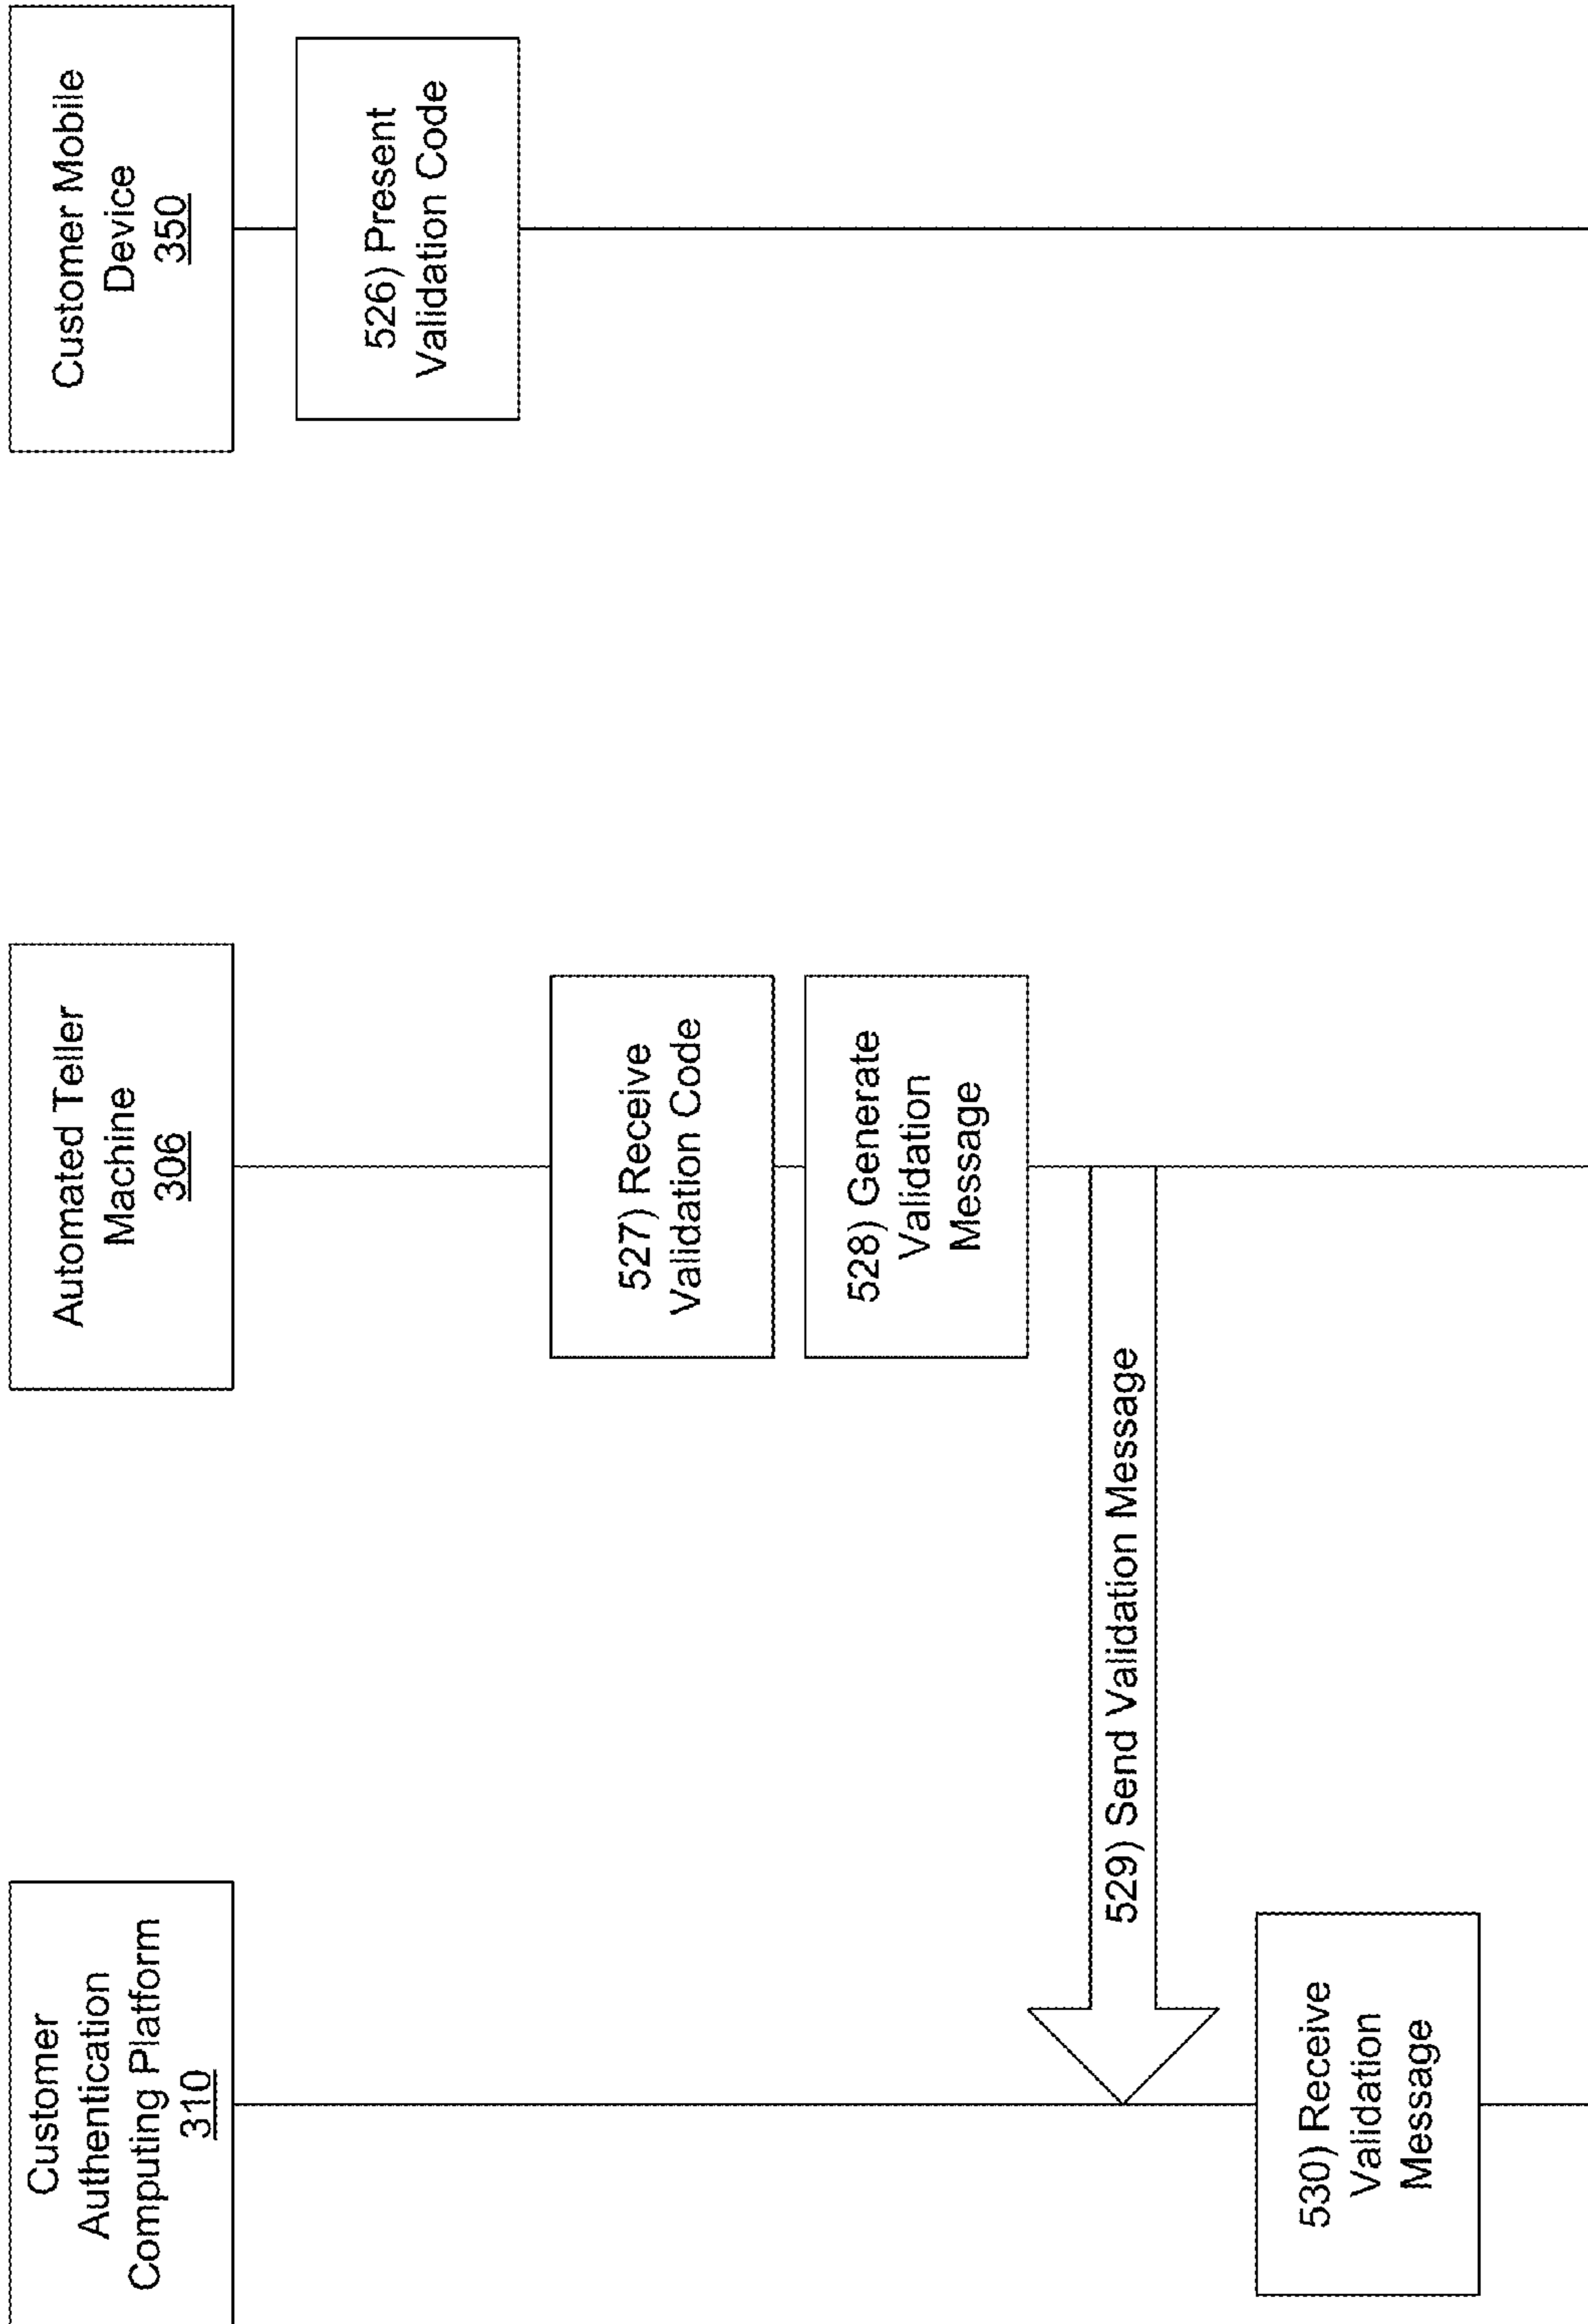 Customer
Authentication
Computing Platform
310
Automated Teller
Machine
306
Customer Mobile
Device
350
526) Present
Validation Code
527) Receive
Validation Code
528) Generate
Validation
Message
529) Send Validation Message
530) Receive
Validation
Message